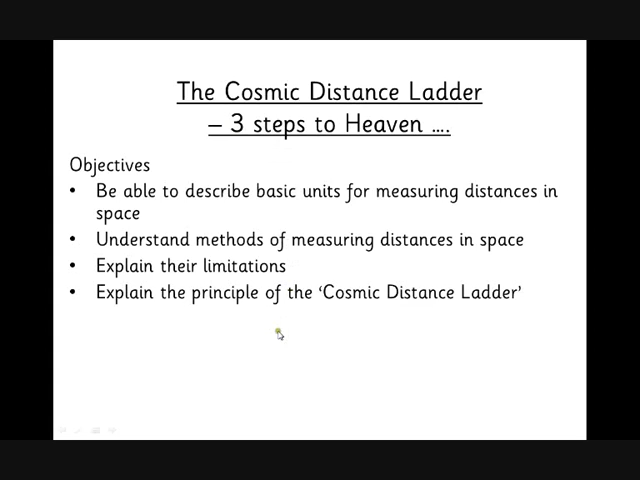 The Cosmic Distance Ladder
– 3 steps to Heaven ....
Objectives
• Be able to describe basic units for measuring distances in
space
• Understand methods of measuring distances in space
• Explain their limitations
• Explain the principle of the ‘Cosmic Distance Ladder’